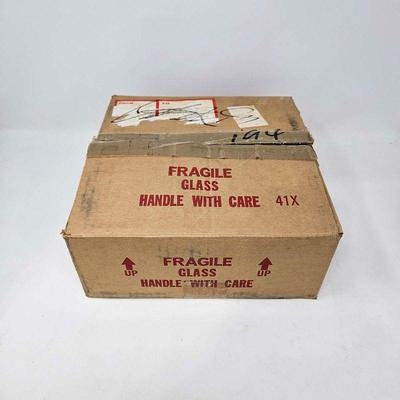 194
FRAGILE
GLASS
HANDLE WITH CARE 41X
UP FRAGILE UP
GLASS
HANDLE WITH CARE